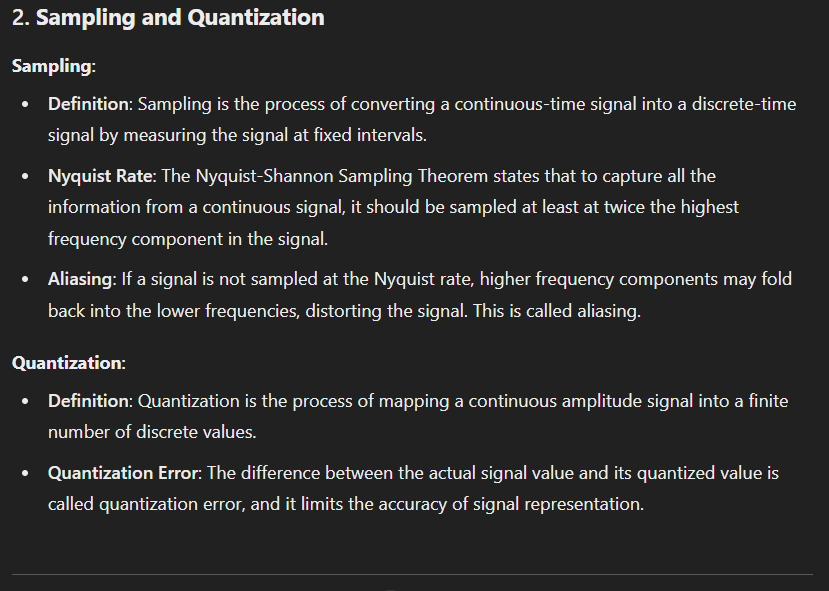 2. Sampling and Quantization
Sampling:
• Definition: Sampling is the process of converting a continuous-time signal into a discrete-time
signal by measuring the signal at fixed intervals.
• Nyquist Rate: The Nyquist-Shannon Sampling Theorem states that to capture all the
information from a continuous signal, it should be sampled at least at twice the highest
frequency component in the signal.
• Aliasing: If a signal is not sampled at the Nyquist rate, higher frequency components may fold
back into the lower frequencies, distorting the signal. This is called aliasing.
Quantization:
• Definition: Quantization is the process of mapping a continuous amplitude signal into a finite
number of discrete values.
• Quantization Error: The difference between the actual signal value and its quantized value is
called quantization error, and it limits the accuracy of signal representation.